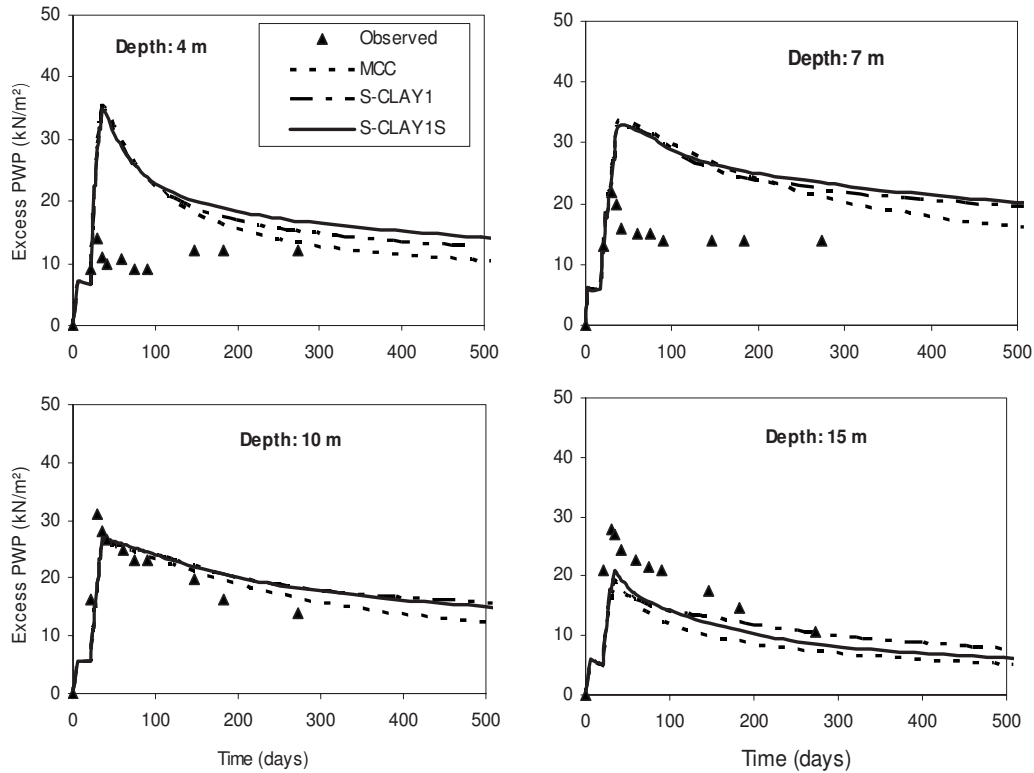 Depth: 4 m
Observed
MCC
S-CLAY1
S-CLAY1S
Excess PWP (kN/m²)
50
40
30
20
10
0
0 100 200 300 400 500
Depth: 7 m
50
40
30
20
10
0
0 100 200 300 400 500
Depth: 10 m
Excess PWP (kN/m²)
50
40
30
20
10
0
0 100 200 300 400 500
Time (days)
Depth: 15 m
50
40
30
20
10
0
0 100 200 300 400 500
Time (days)